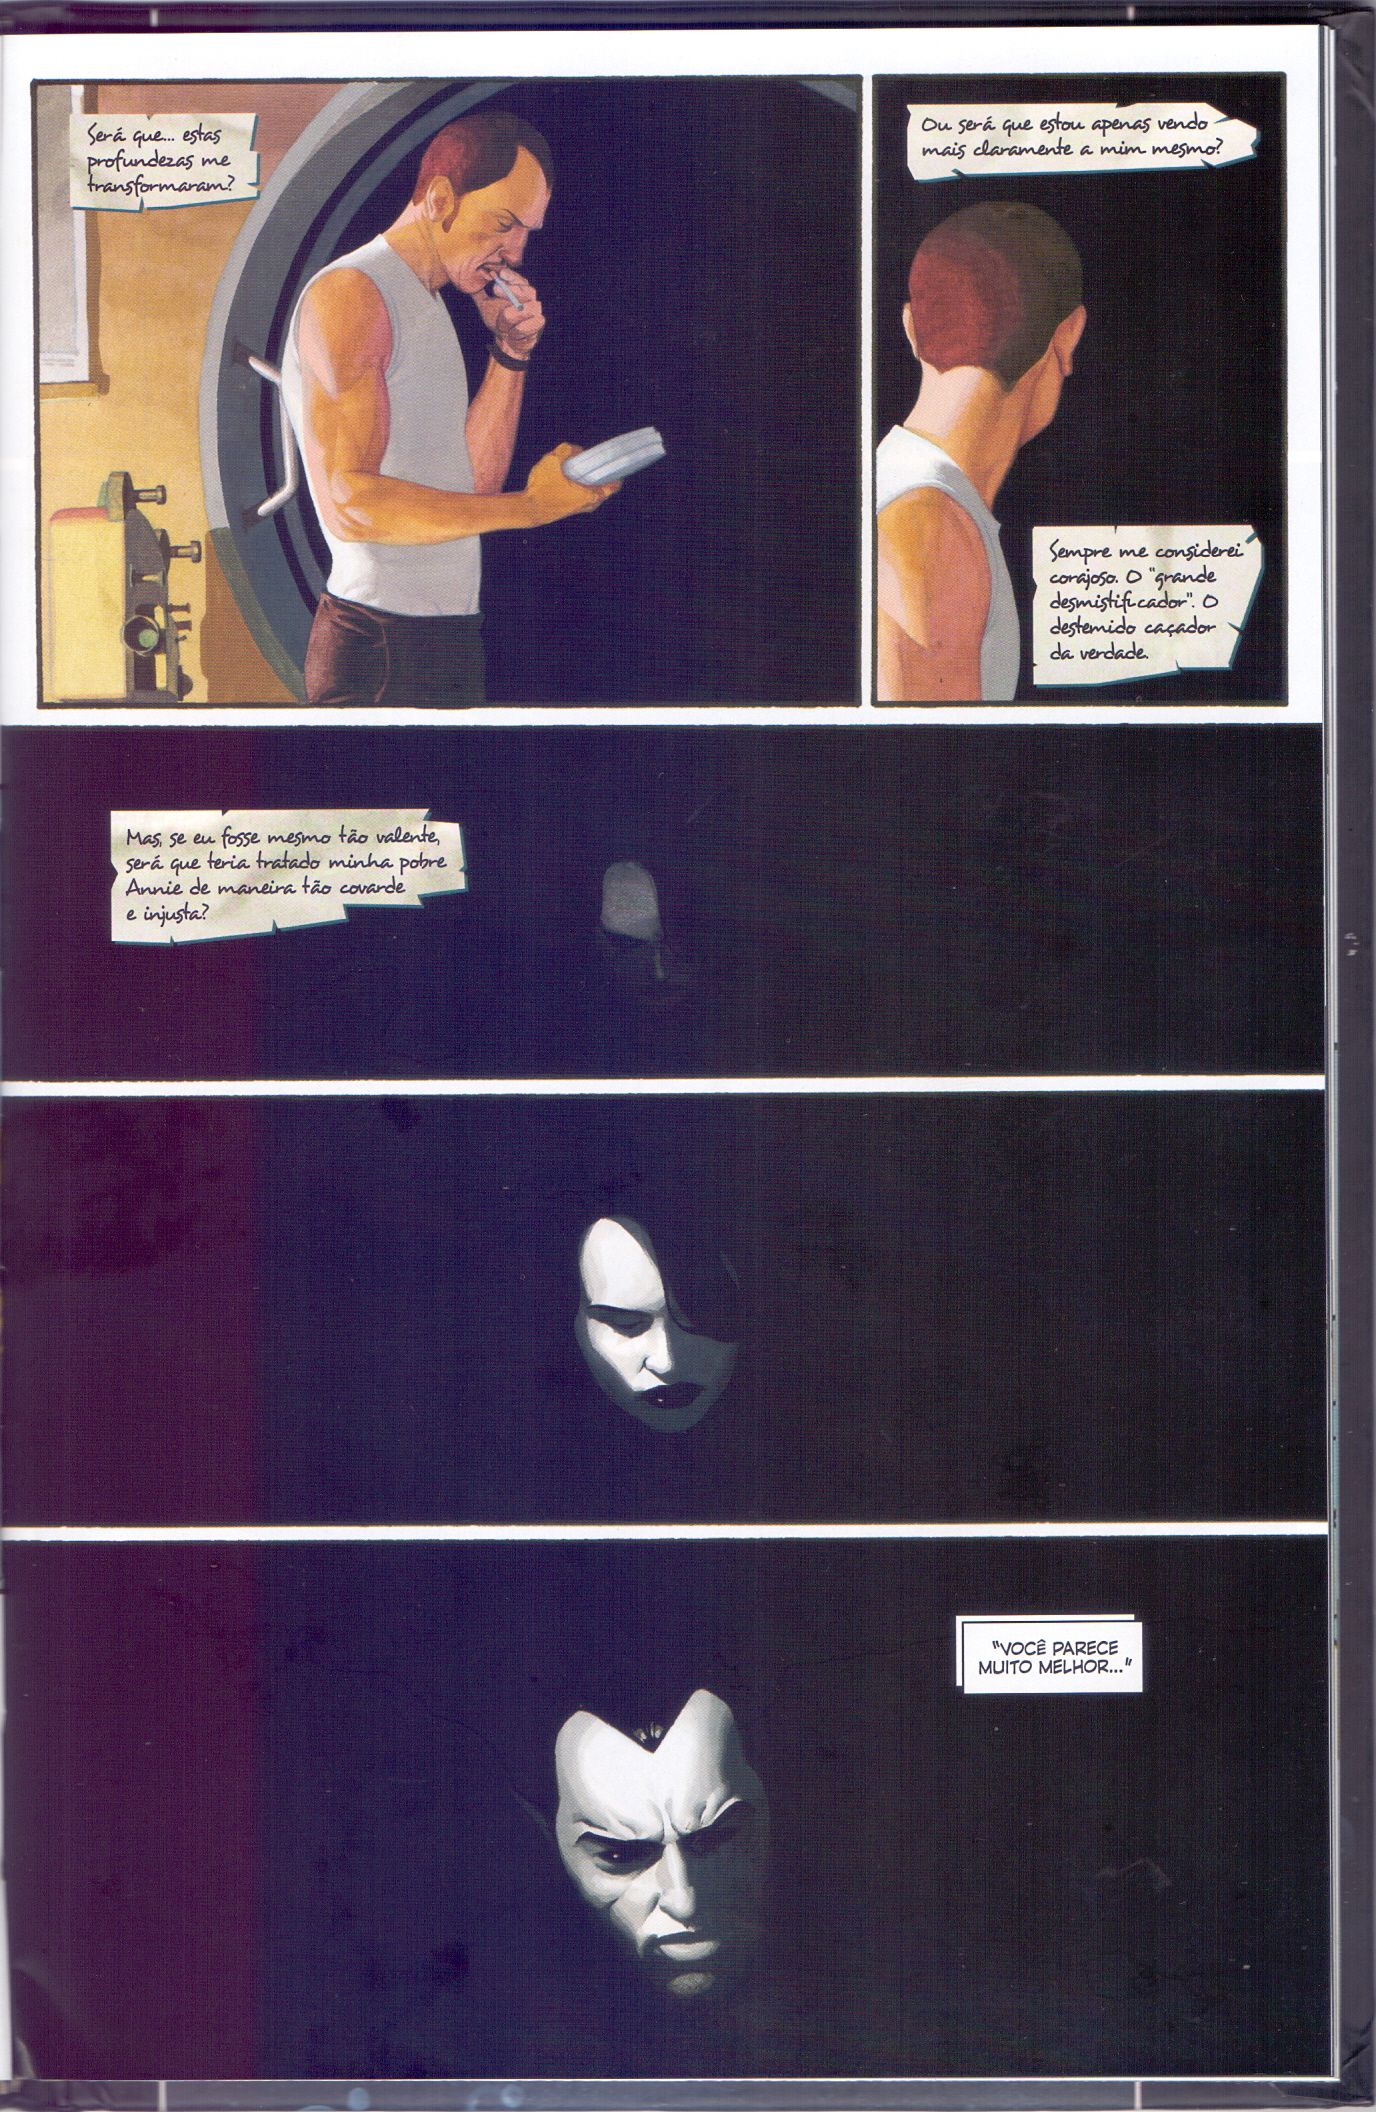 Será que... estas
profundezas me
transformaram?
Ou será que estou apenas vendo
mais claramente a mim mesmo?
Sempre me considerei
corajoso. O "grande
desmistificador". O
destemido caçador
da verdade.
Mas, se eu fosse mesmo tão valente,
será que teria tratado minha pobre
Annie de maneira tão covarde
e injusta?
"VOCÊ PARECE
MUITO MELHOR..."